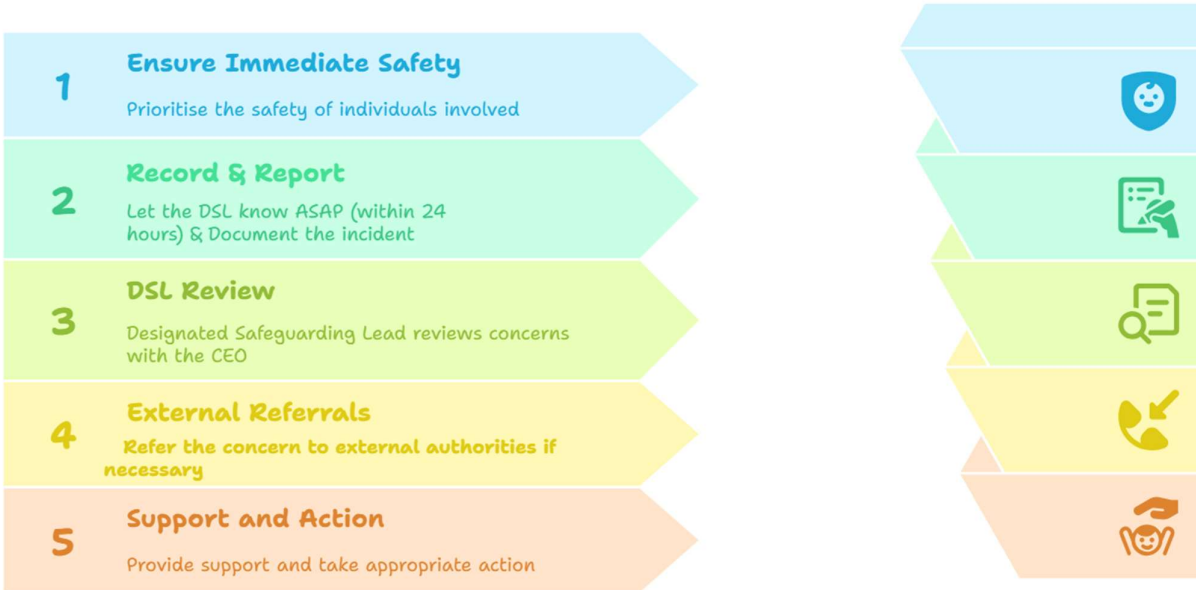 1
Ensure Immediate Safety
Prioritise the safety of individuals involved
2
Record & Report
Let the DSL know ASAP (within 24
hours) & Document the incident
3
DSL Review
Designated Safeguarding Lead reviews concerns
with the CEO
4
External Referrals
Refer the concern to external authorities if
necessary
5
Support and Action
Provide support and take appropriate action